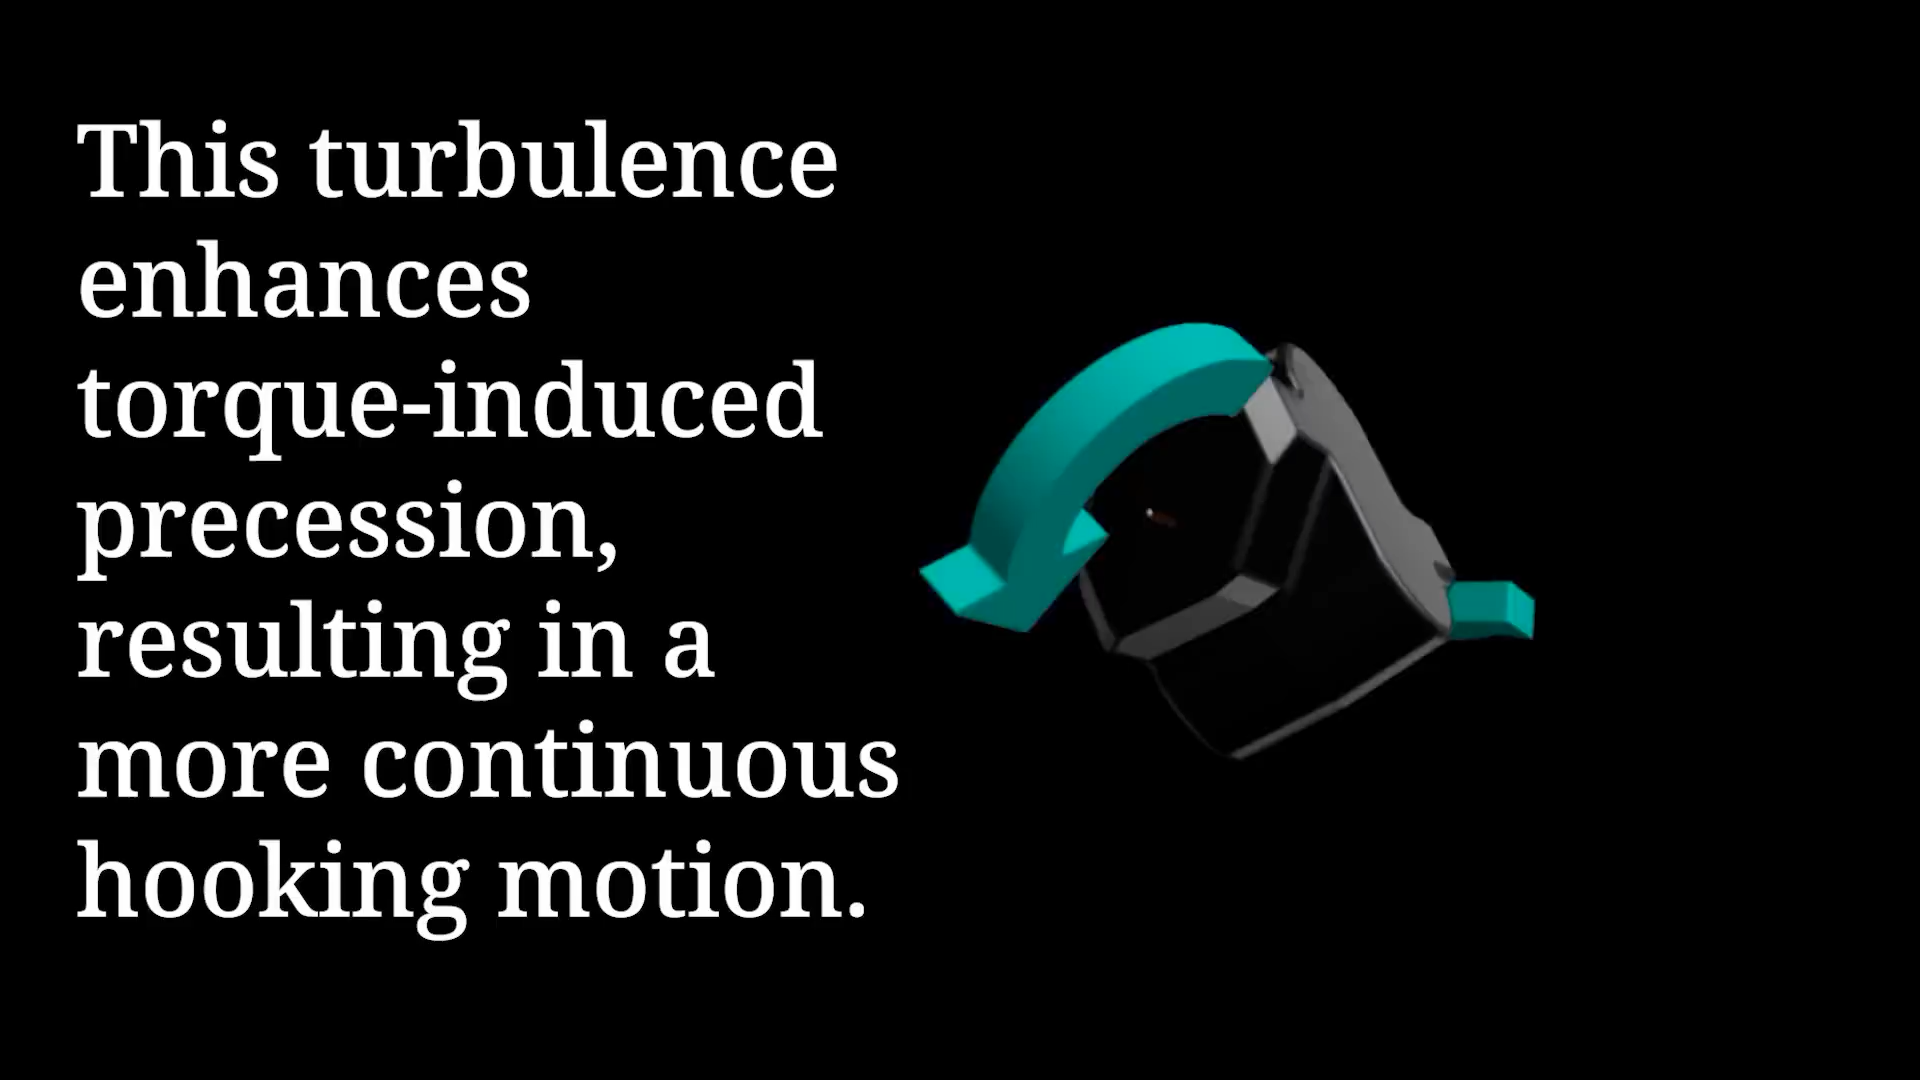 This turbulence
enhances
torque-induced
precession,
resulting in a
more continuous
hooking motion.